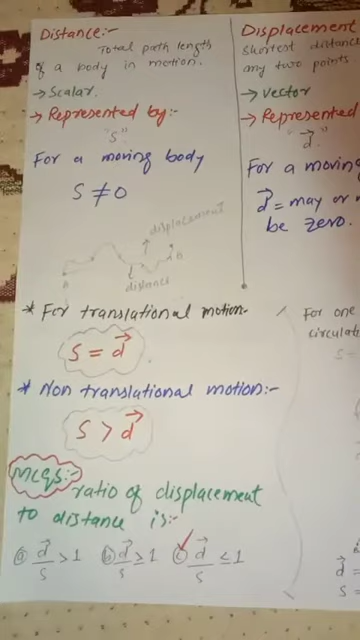 Distance:-
Total path length
of a body in motion.
→ Scalar.
→ Represented by:-
"S"
For a moving body
S ≠ 0
displacement
A
B
distance
Displacement
shortest distance
any two points.
→ vector
→ Represented
"d⃗"
For a moving
d⃗ = may or
be zero.
* For translational motion-
S = d⃗
* Non translational motion:-
S > d⃗
MCQS:-
ratio of displacement
to distance is:-
ⓐ d⃗/s > 1 ⓑ d⃗/s ≥ 1 ⓒ d⃗/s ≤ 1
For one
circulate
S =
d⃗ =
S =